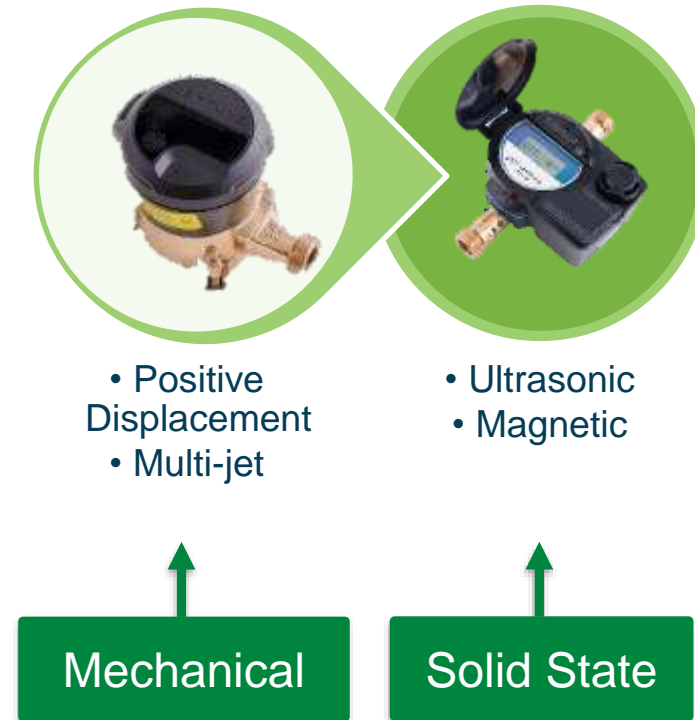 • Positive
Displacement
• Multi-jet
• Ultrasonic
• Magnetic
Mechanical
Solid State